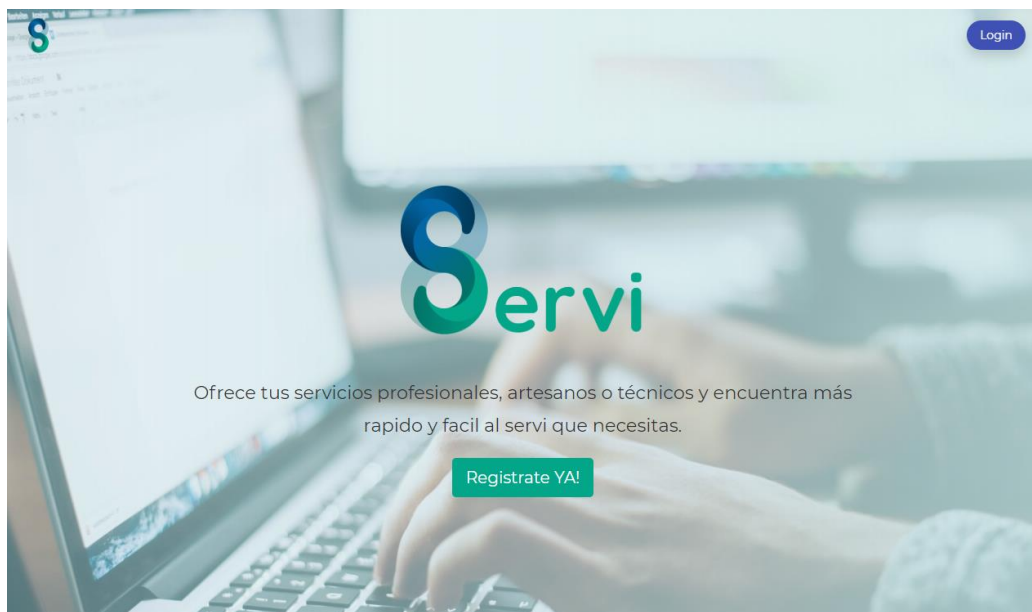 Login
Servi
Ofrece tus servicios profesionales, artesanos o técnicos y encuentra más
rapido y facil al servi que necesitas.
Registrate YA!